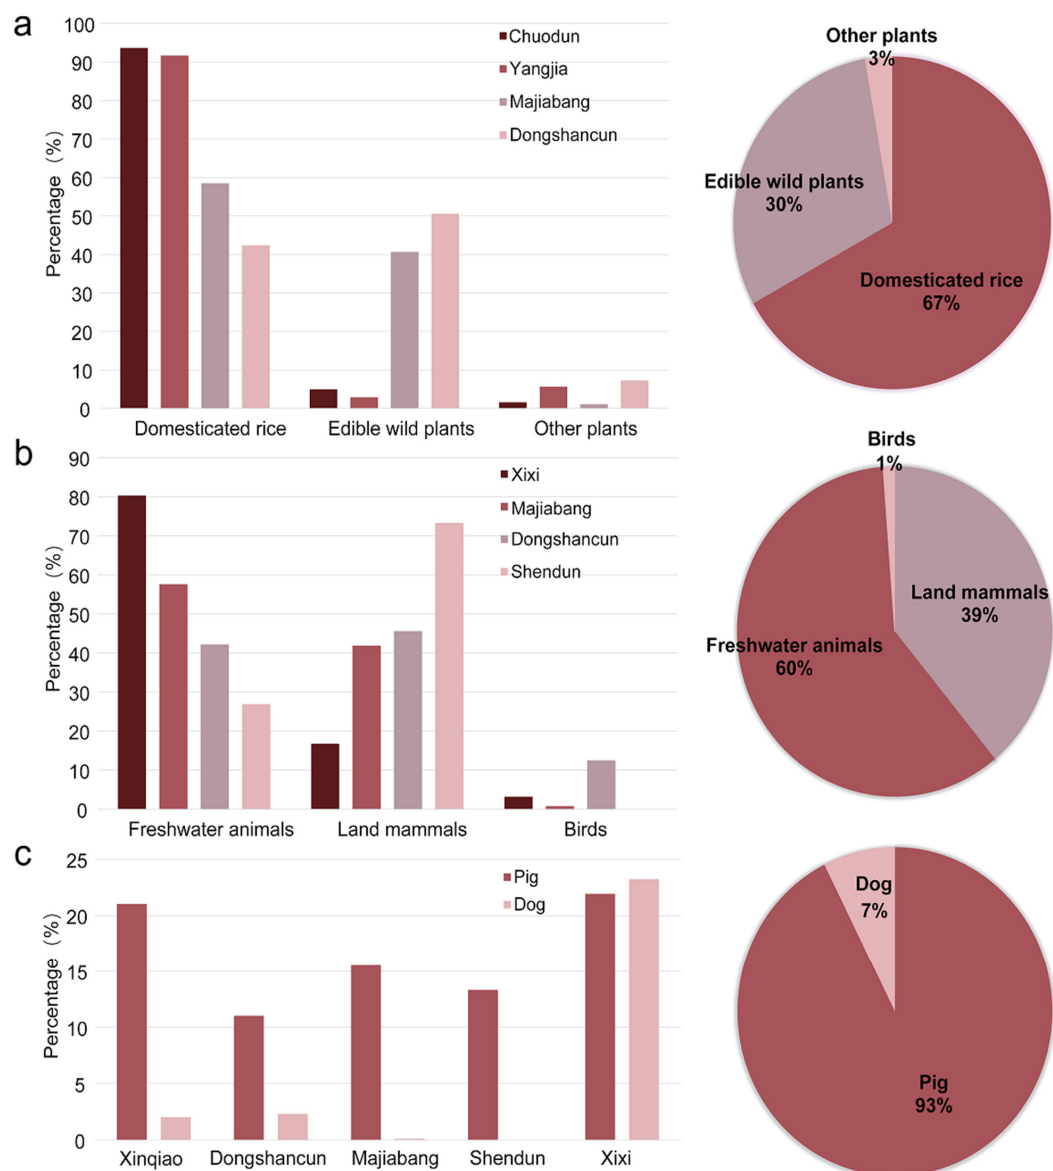 a
Percentage (%)
100
90
80
70
60
50
40
30
20
10
0
Chuodun
Yangjia
Majiabang
Dongshancun
Domesticated rice
Edible wild plants
Other plants
Other plants
3%
Edible wild plants
30%
Domesticated rice
67%
b
Percentage (%)
90
80
70
60
50
40
30
20
10
0
Xixi
Majiabang
Dongshancun
Shendun
Freshwater animals
Land mammals
Birds
Birds
1%
Land mammals
39%
Freshwater animals
60%
c
Percentage (%)
25
20
15
10
5
0
Pig
Dog
Xinqiao
Dongshancun
Majiabang
Shendun
Xixi
Dog
7%
Pig
93%